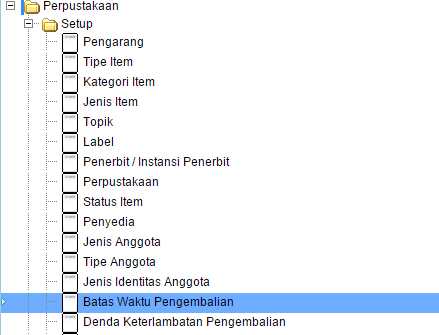 Perpustakaan
Setup
Pengarang
Tipe Item
Kategori Item
Jenis Item
Topik
Label
Penerbit / Instansi Penerbit
Perpustakaan
Status Item
Penyedia
Jenis Anggota
Tipe Anggota
Jenis Identitas Anggota
Batas Waktu Pengembalian
Denda Keterlambatan Pengembalian